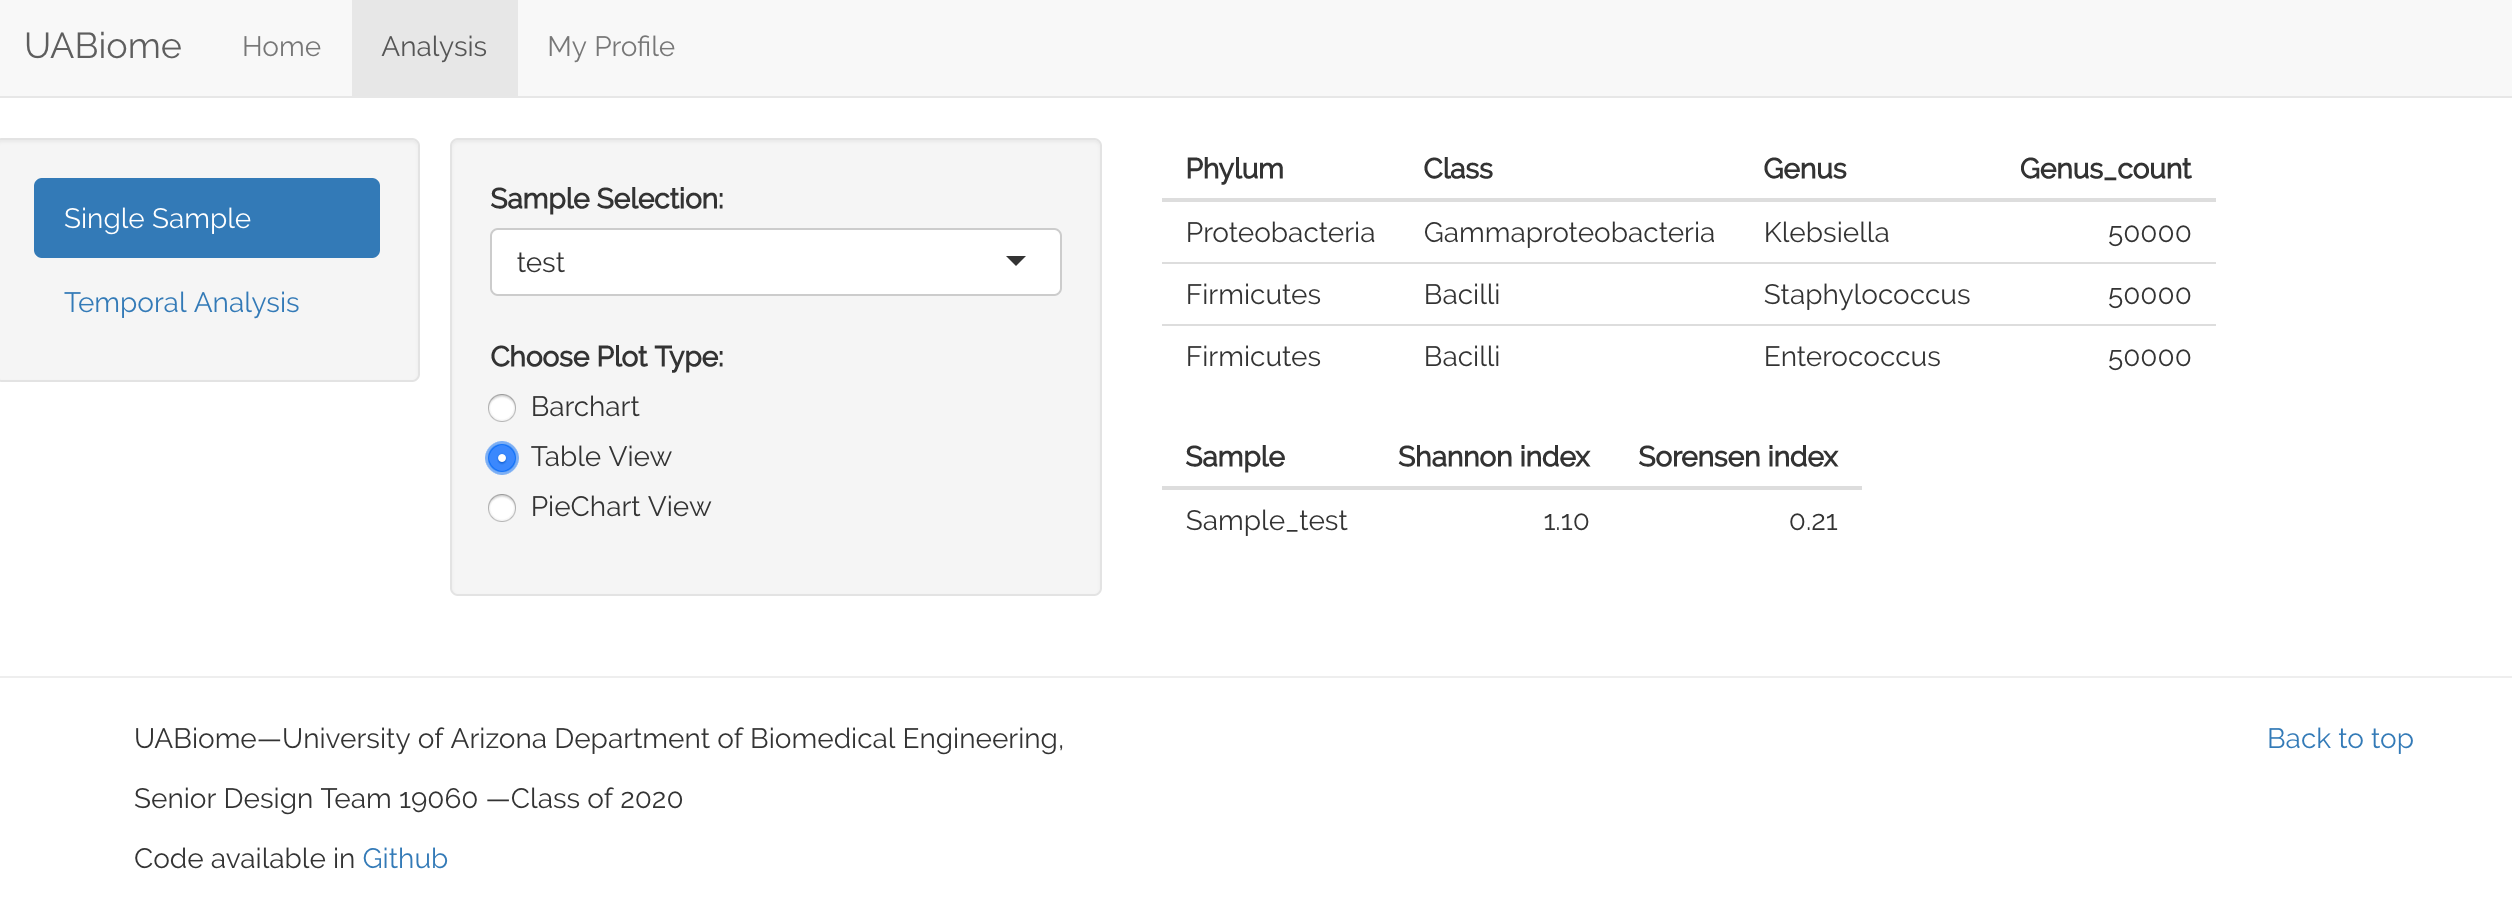 UABiome Home Analysis My Profile
Single Sample
Temporal Analysis
Sample Selection:
test
Choose Plot Type:
Barchart
Table View
PieChart View
Phylum Class Genus Genus_count
Proteobacteria Gammaproteobacteria Klebsiella 50000
Firmicutes Bacilli Staphylococcus 50000
Firmicutes Bacilli Enterococcus 50000
Sample Shannon index Sorensen index
Sample_test 1.10 0.21
UABiome—University of Arizona Department of Biomedical Engineering,
Senior Design Team 19060 —Class of 2020
Code available in Github
Back to top